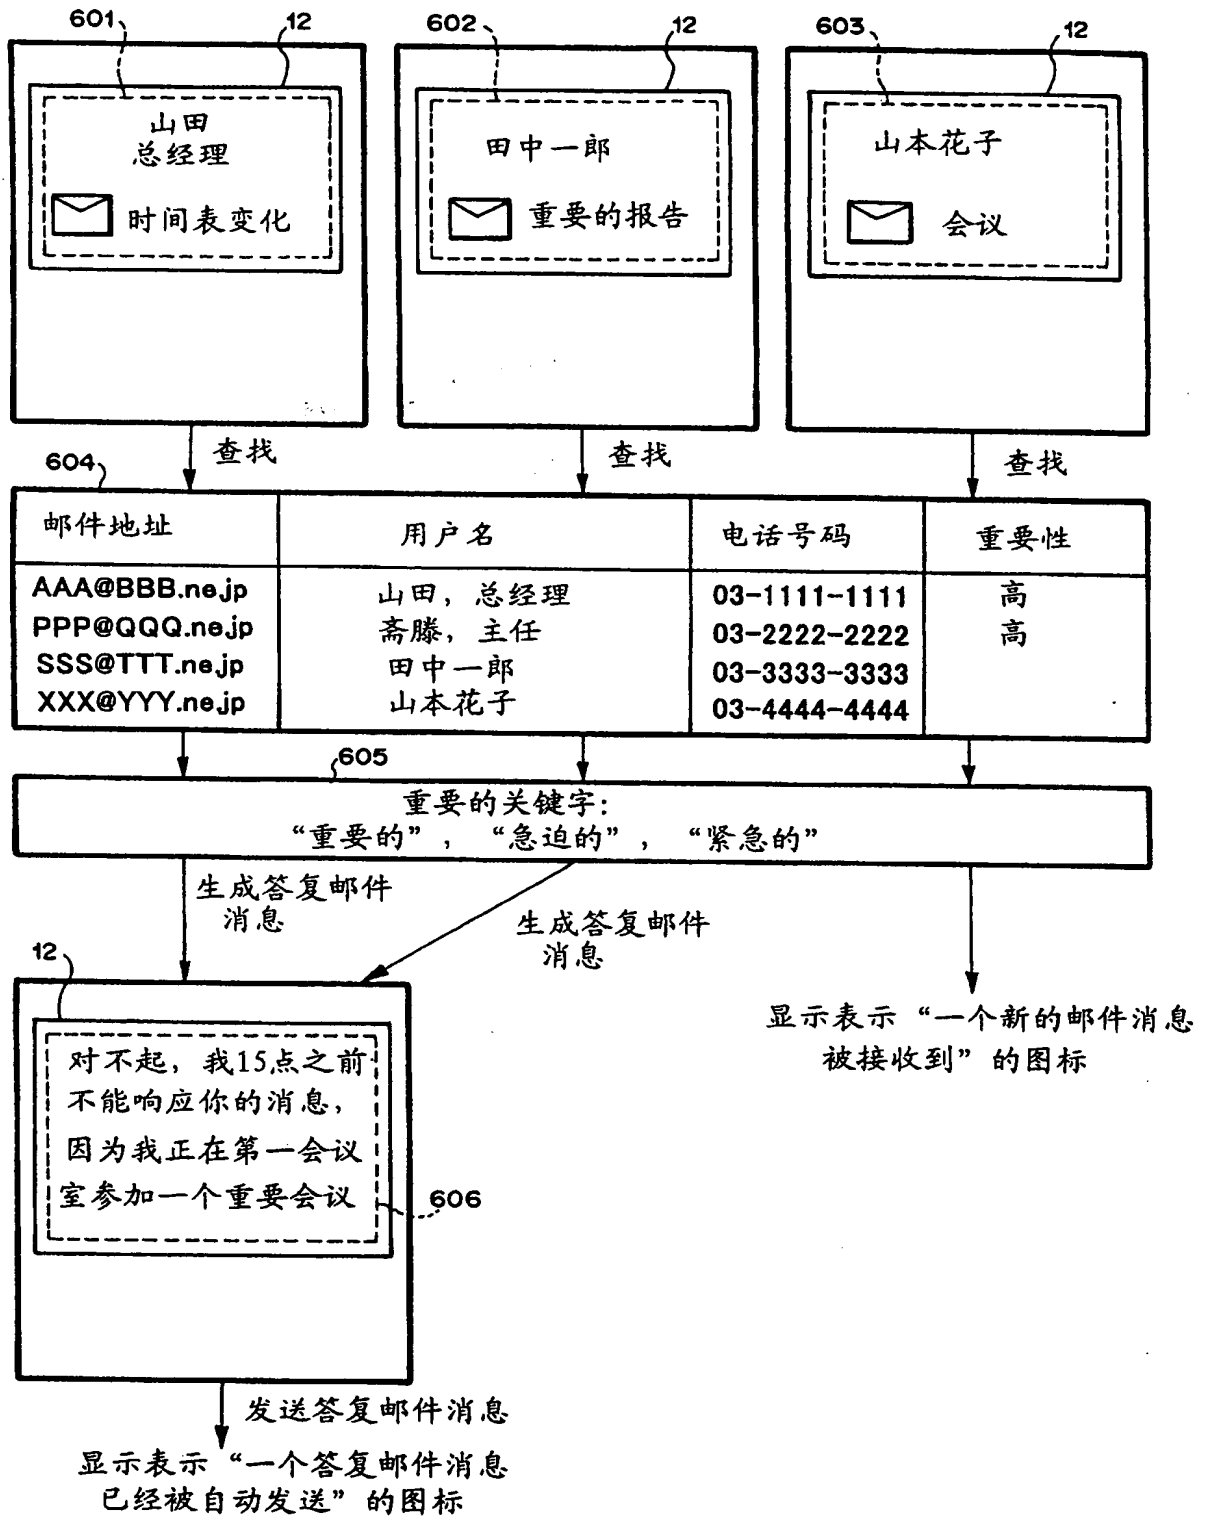 601
12
602
12
603
12
山田
总经理
时间表变化
田中一郎
重要的报告
山本花子
会议
查找
查找
查找
604
邮件地址 用户名 电话号码 重要性
AAA@BBB.ne.jp 山田，总经理 03-1111-1111 高
PPP@QQQ.ne.jp 斋滕，主任 03-2222-2222 高
SSS@TTT.ne.jp 田中一郎 03-3333-3333
XXX@YYY.ne.jp 山本花子 03-4444-4444
605
重要的关键字：
“重要的”，“急迫的”，“紧急的”
生成答复邮件
消息
生成答复邮件
消息
12
对不起，我15点之前
不能响应你的消息，
因为我正在第一会议
室参加一个重要会议
606
显示表示“一个新的邮件消息
被接收到”的图标
发送答复邮件消息
显示表示“一个答复邮件消息
已经被自动发送”的图标